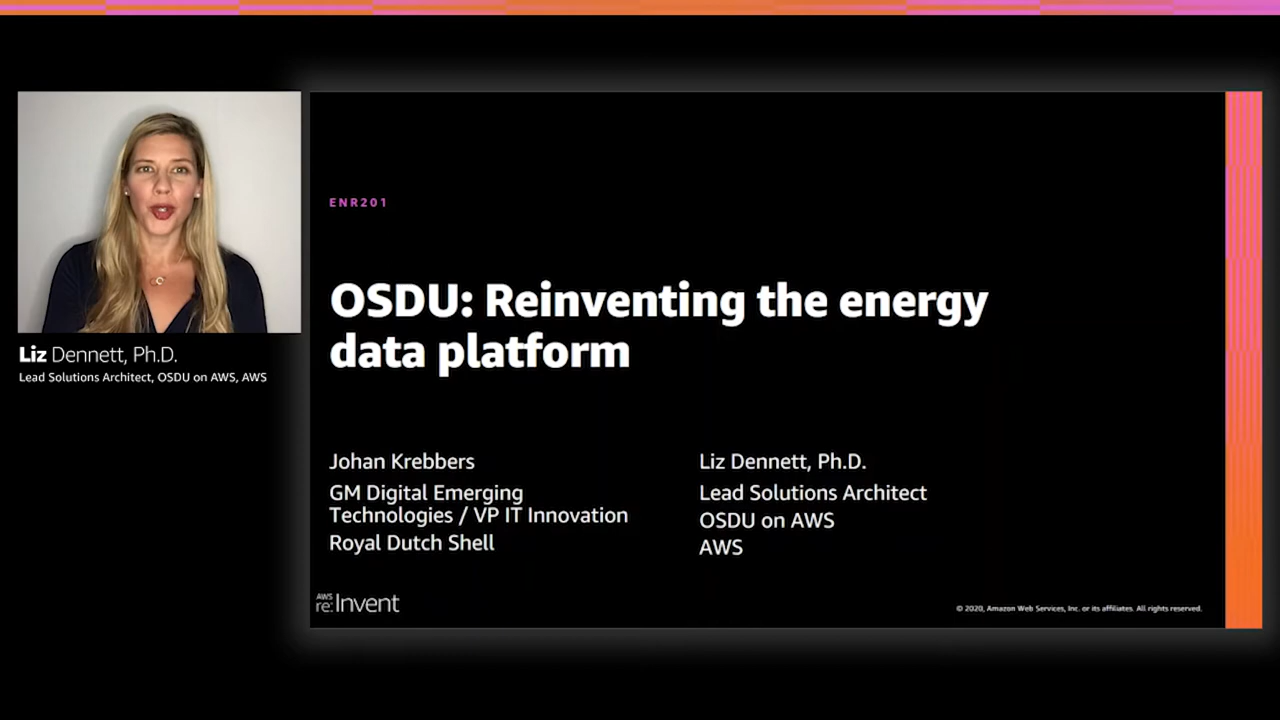 Liz Dennett, Ph.D.
Lead Solutions Architect, OSDU on AWS, AWS
ENR201
OSDU: Reinventing the energy
data platform
Johan Krebbers
GM Digital Emerging
Technologies / VP IT Innovation
Royal Dutch Shell
Liz Dennett, Ph.D.
Lead Solutions Architect
OSDU on AWS
AWS
AWS
re:Invent
© 2020, Amazon Web Services, Inc. or its affiliates. All rights reserved.